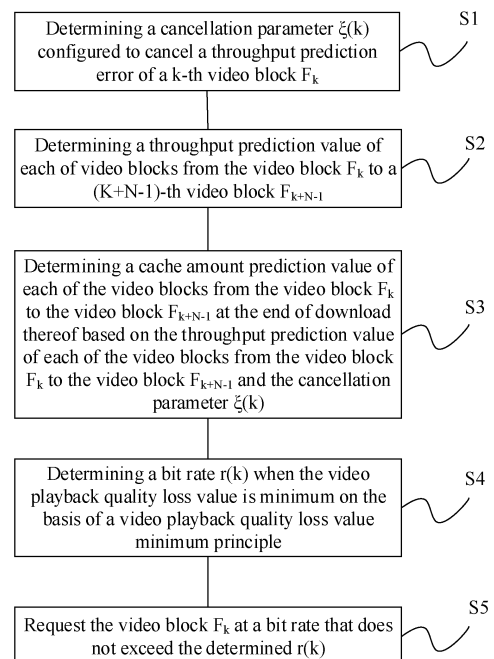 Determining a cancellation parameter ξ(k)
configured to cancel a throughput prediction
error of a k-th video block Fk
S1
Determining a throughput prediction value of
each of video blocks from the video block Fk to a
(K+N-1)-th video block Fk+N-1
S2
Determining a cache amount prediction value of
each of the video blocks from the video block Fk
to the video block Fk+N-1 at the end of download
thereof based on the throughput prediction value
of each of the video blocks from the video block
Fk to the video block Fk+N-1 and the cancellation
parameter ξ(k)
S3
Determining a bit rate r(k) when the video
playback quality loss value is minimum on the
basis of a video playback quality loss value
minimum principle
S4
Request the video block Fk at a bit rate that does
not exceed the determined r(k)
S5